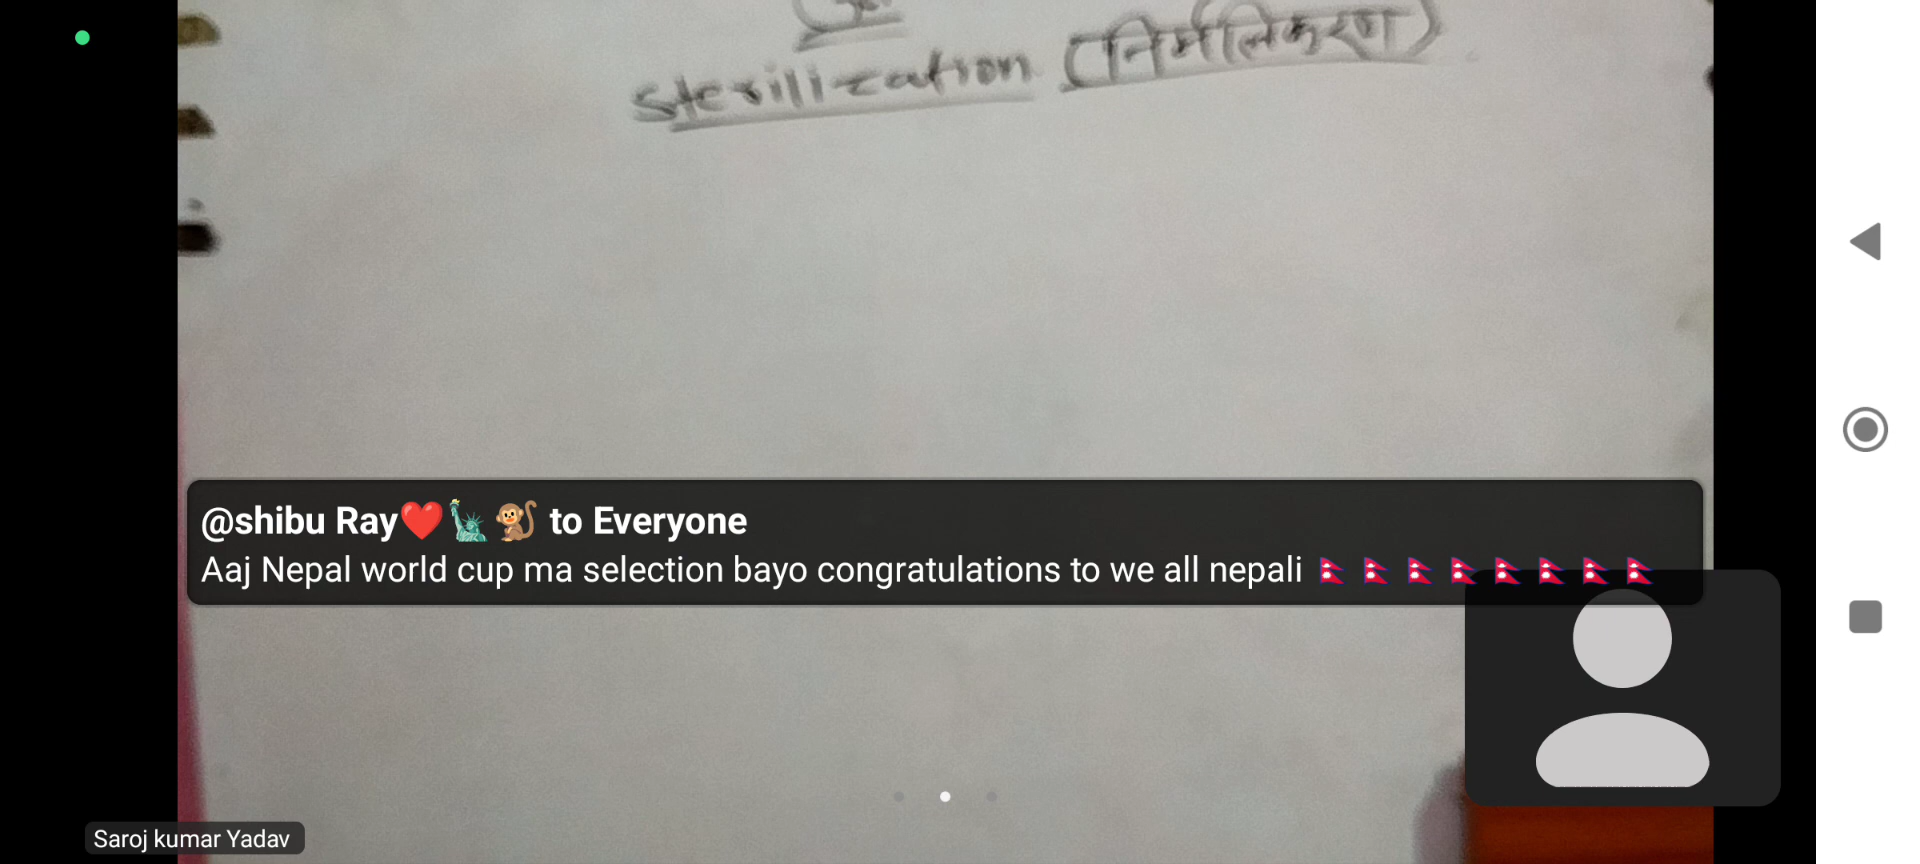 sterilization (निर्मलिकरण)
@shibu Ray❤️🗽🐒 to Everyone
Aaj Nepal world cup ma selection bayo congratulations to we all nepali 🇳🇵 🇳🇵 🇳🇵 🇳🇵 🇳🇵 🇳🇵 🇳🇵 🇳🇵
Saroj kumar Yadav